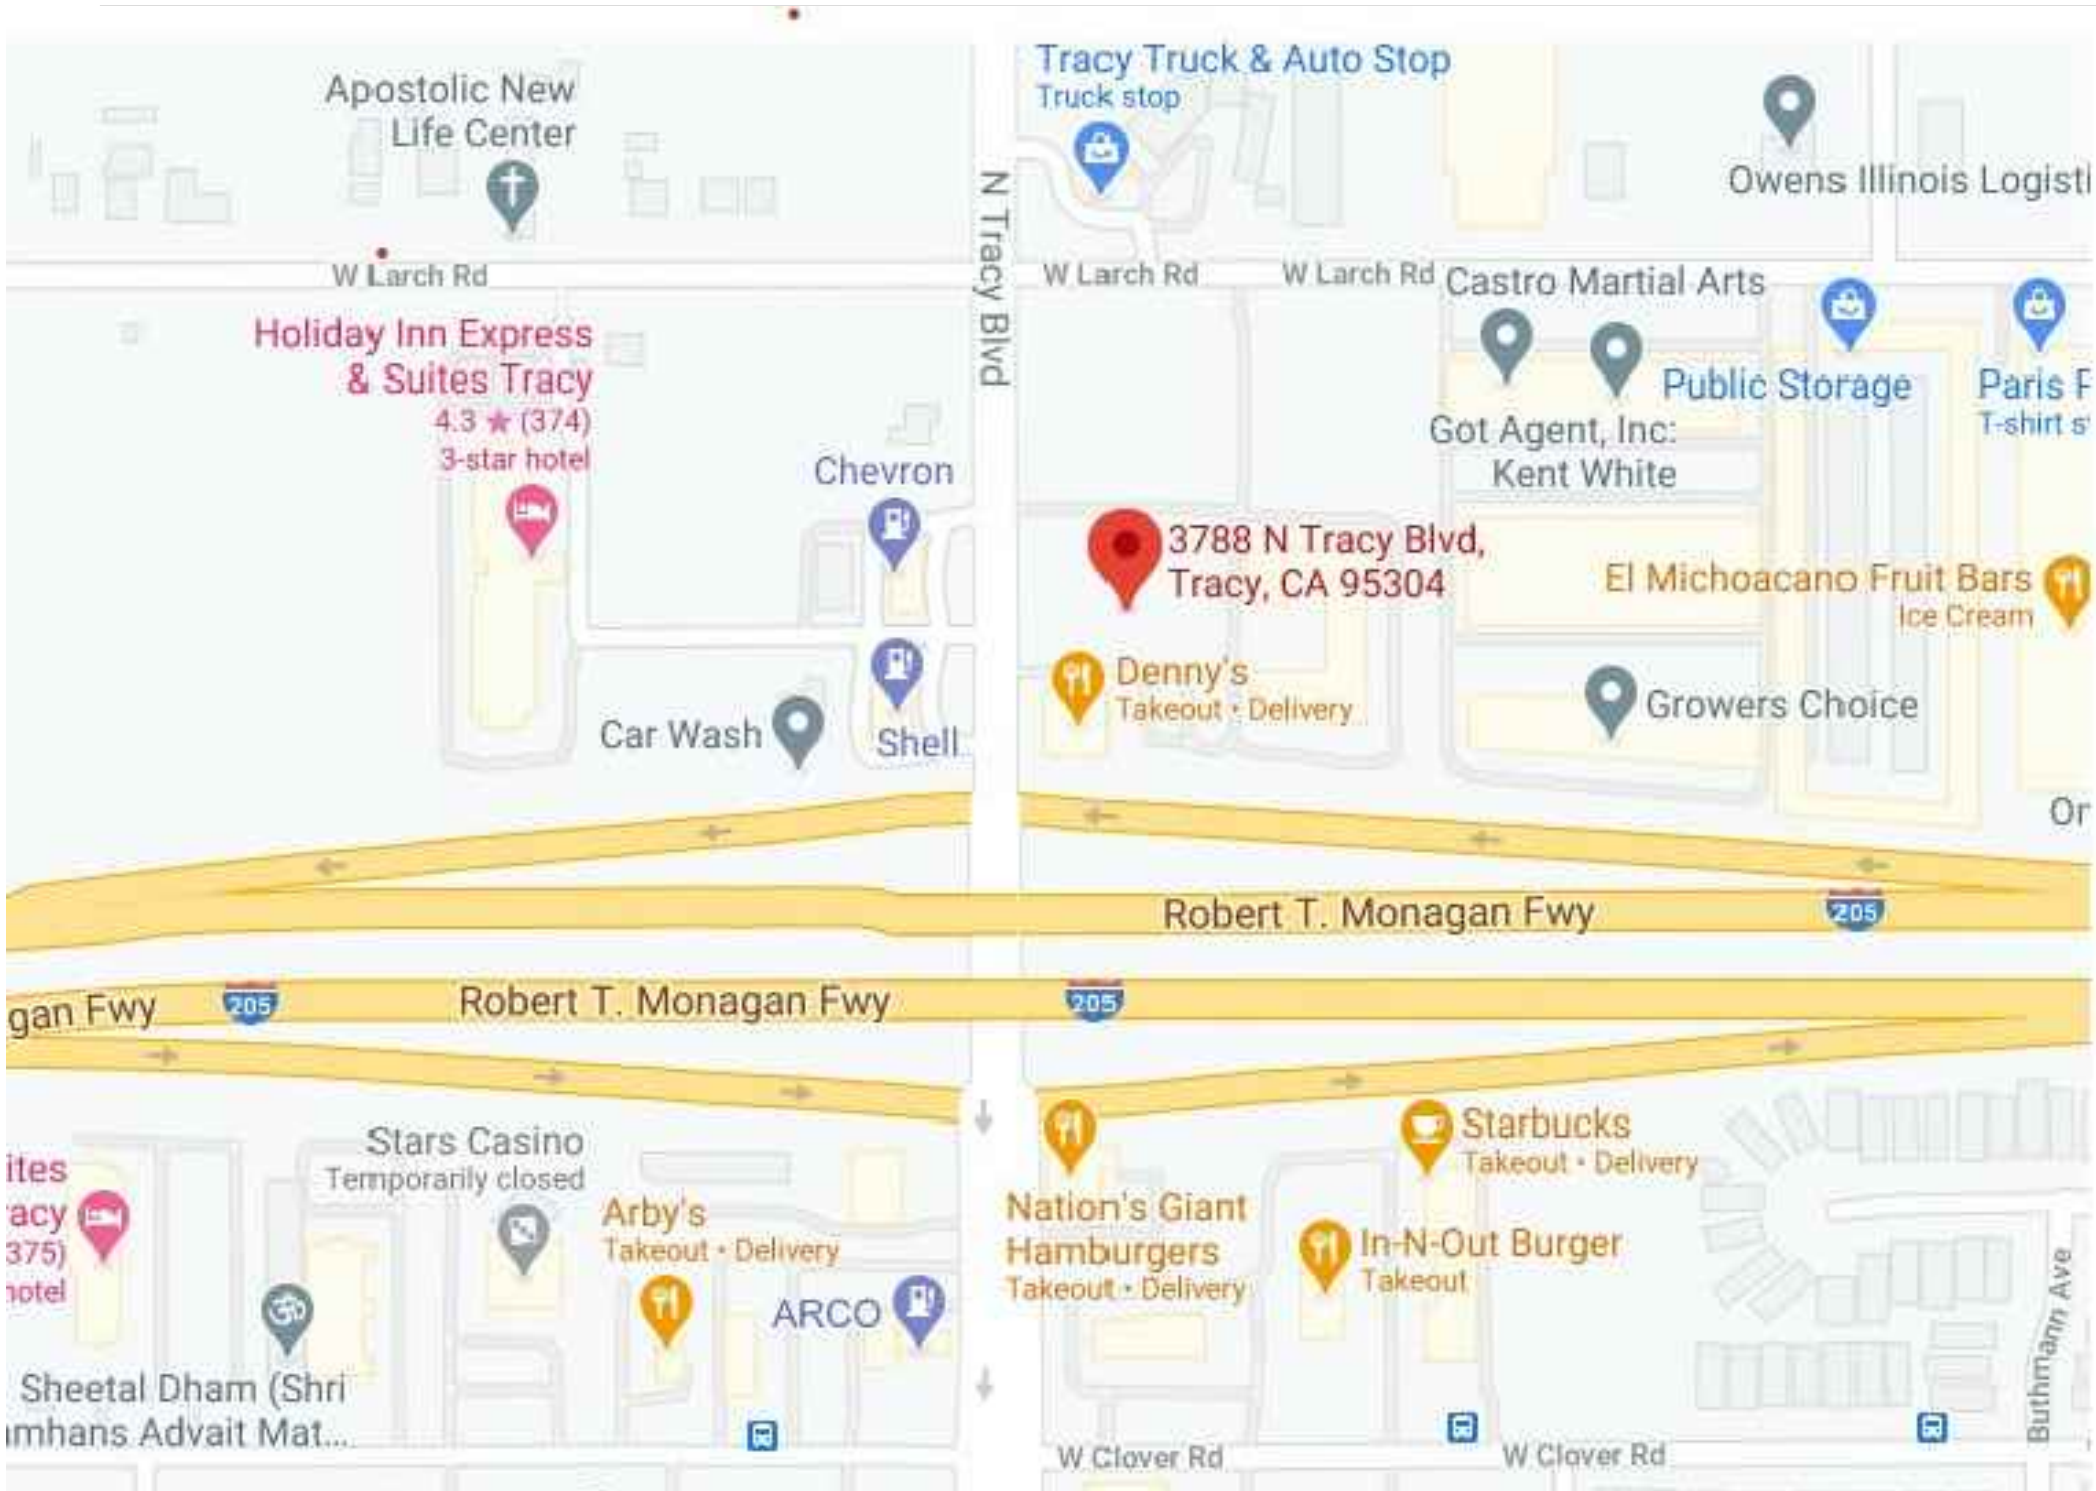 Tracy Truck & Auto Stop
Truck stop
Apostolic New
Life Center
Owens Illinois Logisti
N Tracy Blvd
W Larch Rd
W Larch Rd
W Larch Rd
Castro Martial Arts
Holiday Inn Express
& Suites Tracy
4.3 ★ (374)
3-star hotel
Public Storage
Paris F
T-shirt s
Got Agent, Inc:
Kent White
Chevron
3788 N Tracy Blvd,
Tracy, CA 95304
El Michoacano Fruit Bars
Ice Cream
Denny's
Takeout • Delivery
Growers Choice
Car Wash
Shell
Or
Robert T. Monagan Fwy
205
gan Fwy
205
Robert T. Monagan Fwy
205
Stars Casino
Temporarily closed
Starbucks
Takeout • Delivery
ites
acy
375)
hotel
Arby's
Takeout • Delivery
Nation's Giant
Hamburgers
Takeout • Delivery
In-N-Out Burger
Takeout
ARCO
Buthmann Ave
Sheetal Dham (Shri
amhans Advait Mat...
W Clover Rd
W Clover Rd